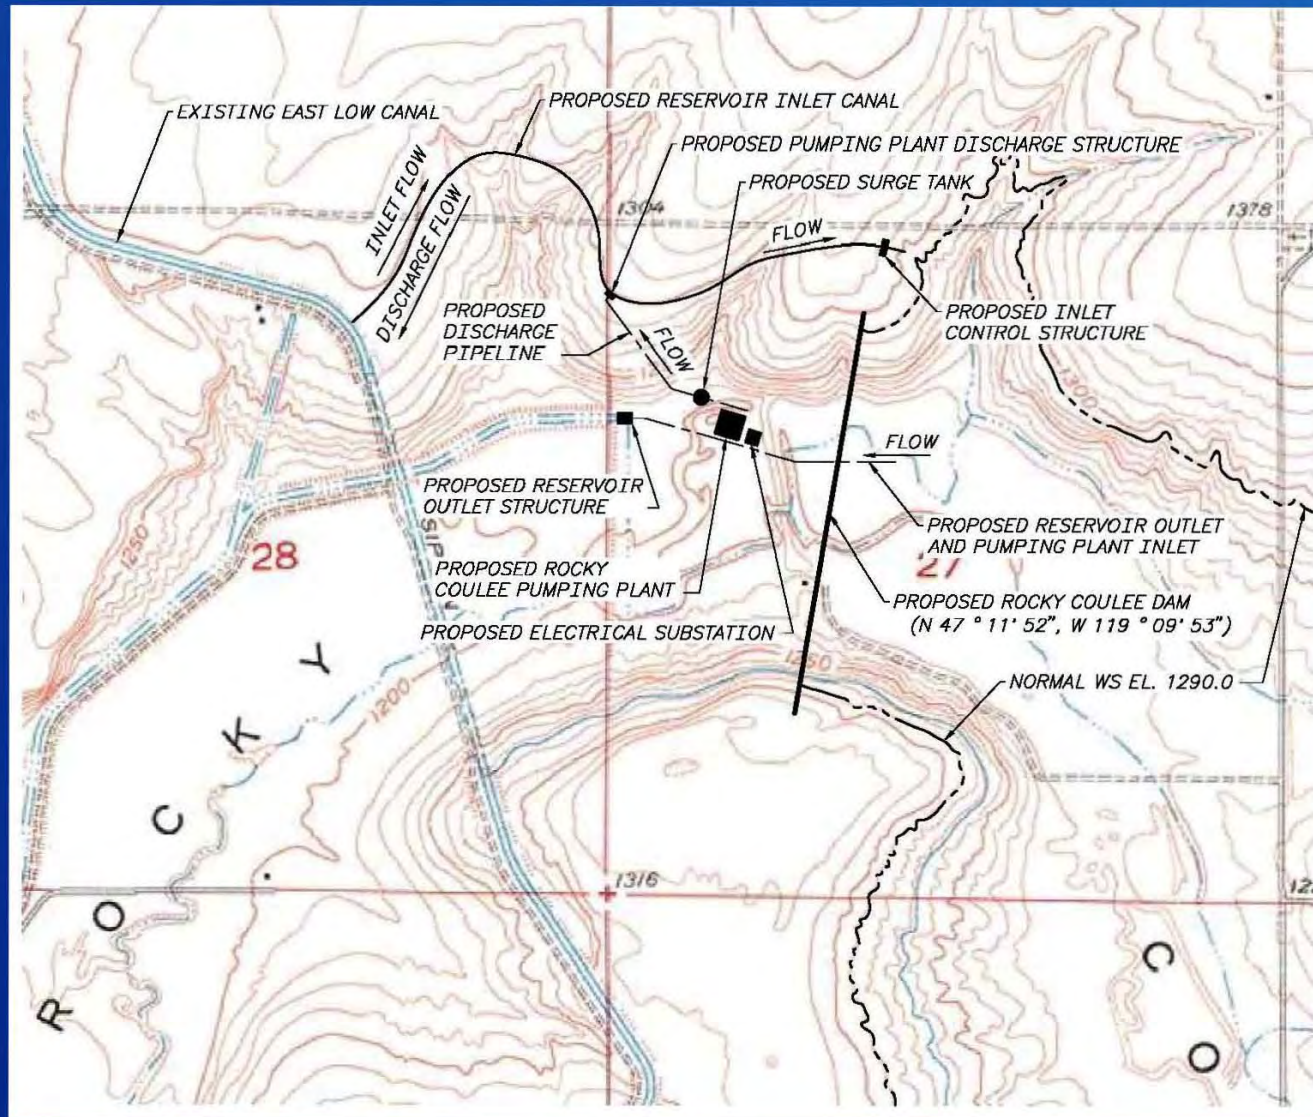 EXISTING EAST LOW CANAL
PROPOSED RESERVOIR INLET CANAL
PROPOSED PUMPING PLANT DISCHARGE STRUCTURE
PROPOSED SURGE TANK
INLET FLOW
DISCHARGE FLOW
1304
1378
FLOW
PROPOSED
DISCHARGE
PIPELINE
FLOW
PROPOSED INLET
CONTROL STRUCTURE
1300
FLOW
PROPOSED RESERVOIR
OUTLET STRUCTURE
1250
28
SIP
PROPOSED RESERVOIR OUTLET
AND PUMPING PLANT INLET
27
PROPOSED ROCKY
COULEE PUMPING PLANT
PROPOSED ROCKY COULEE DAM
(N 47 ° 11' 52", W 119 ° 09' 53")
PROPOSED ELECTRICAL SUBSTATION
1250
NORMAL WS EL. 1290.0
1200
1316
ROCKY
CO